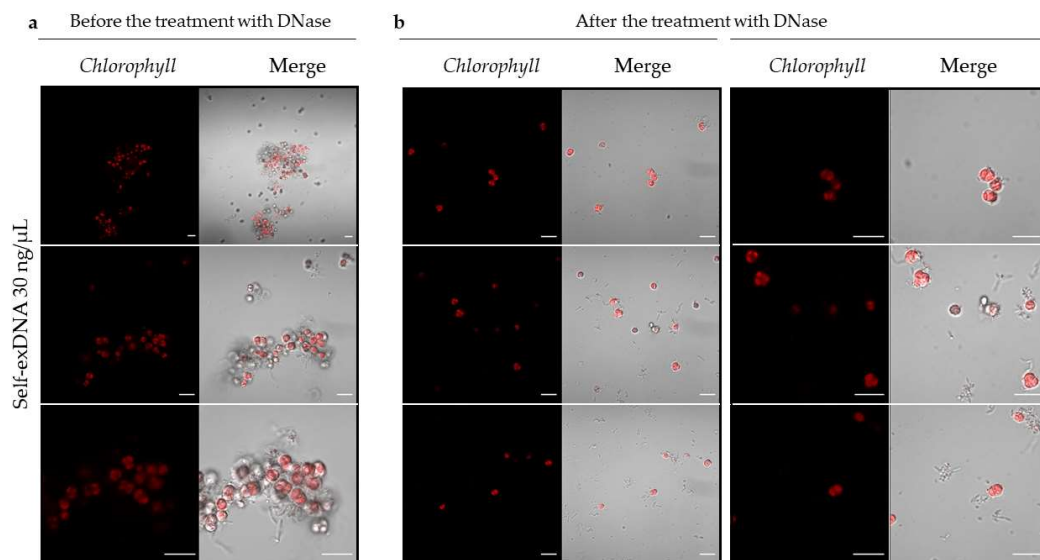 a Before the treatment with DNase
b After the treatment with DNase
Chlorophyll Merge Chlorophyll Merge Chlorophyll Merge
Self-exDNA 30 ng/µL